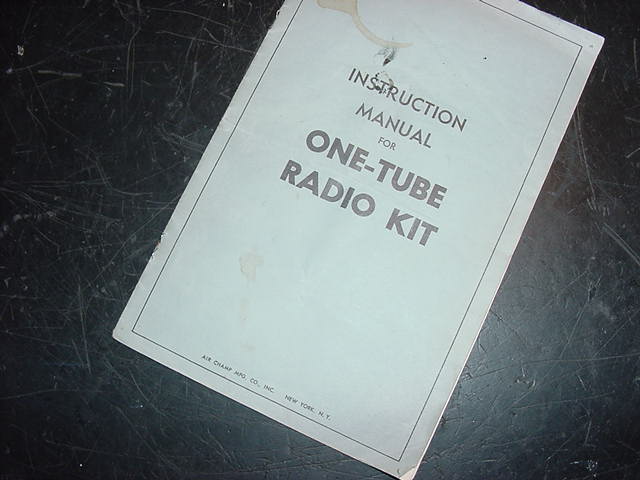 INSTRUCTION
MANUAL
FOR
ONE-TUBE
RADIO KIT
AIR CHAMP MFG. CO., INC. NEW YORK, N. Y.